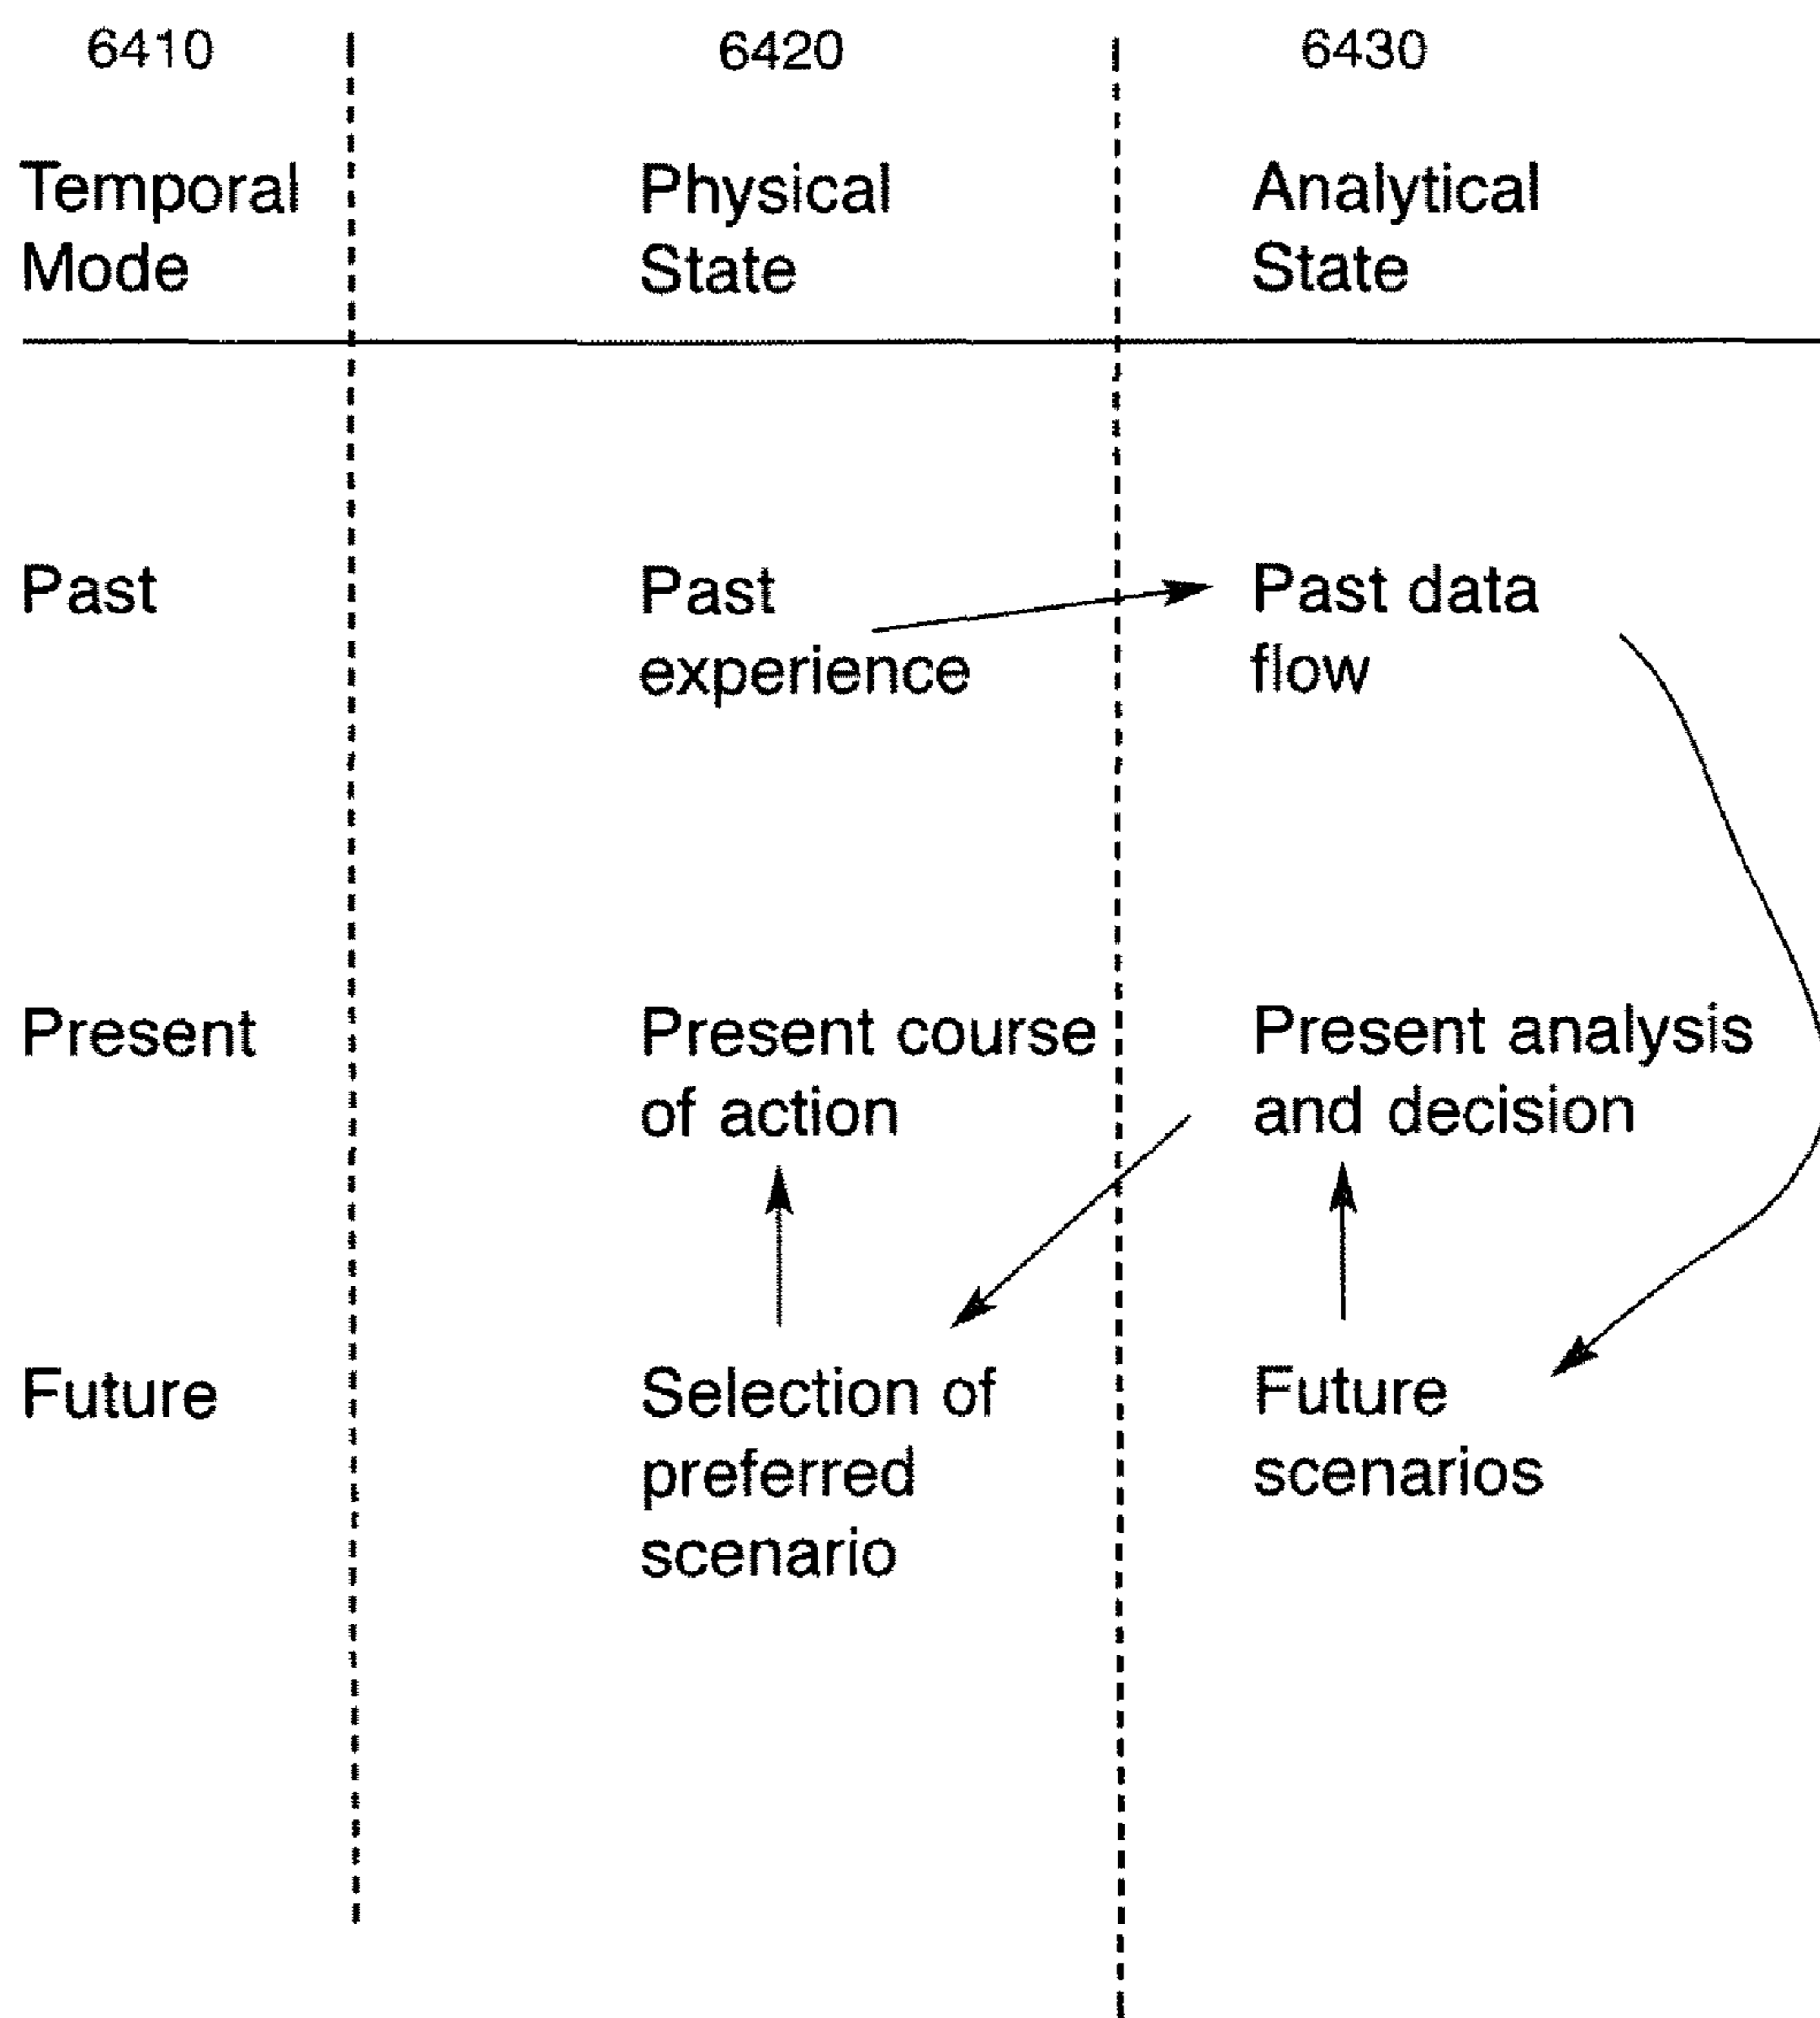 6410 6420 6430
Temporal Physical Analytical
Mode State State
Past Past Past data
experience flow
Present Present course Present analysis
of action and decision
Future Selection of Future
preferred scenarios
scenario